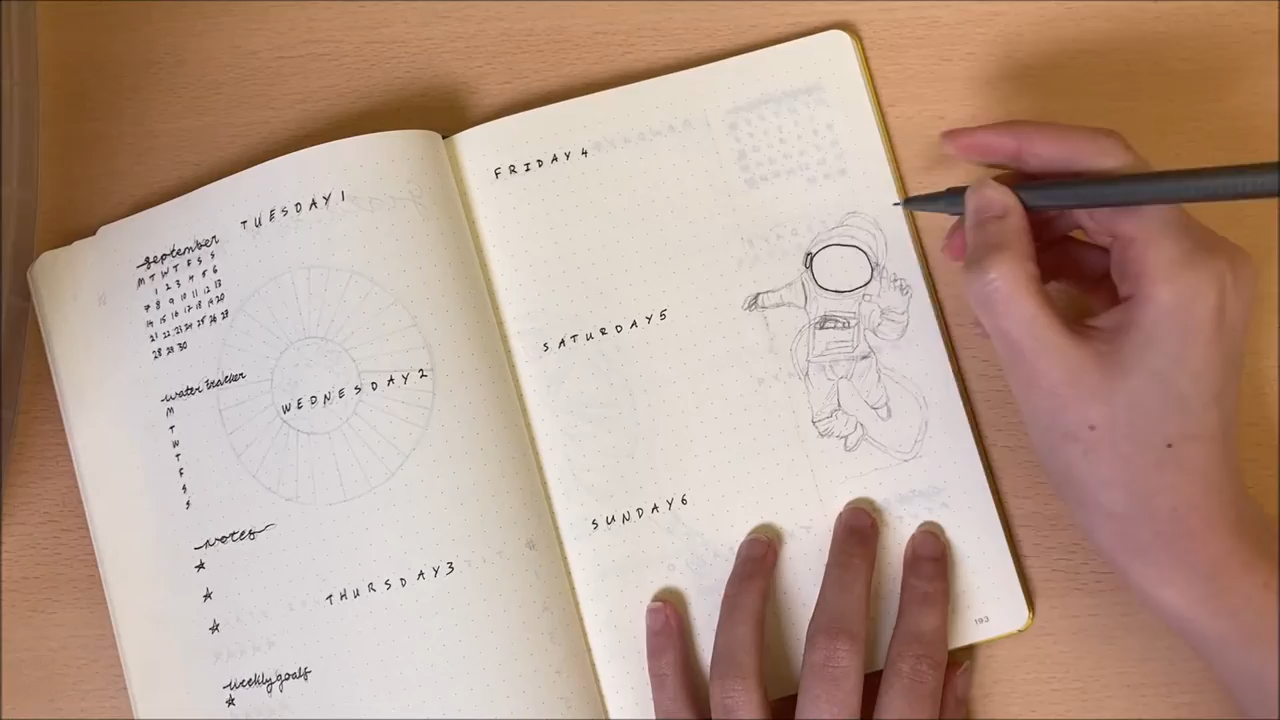 TUESDAY 1
september
M T W T F S S
1 2 3 4 5 6
7 8 9 10 11 12 13
14 15 16 17 18 19 20
21 22 23 24 25 26 27
28 29 30
water tracker
M
T
W
T
F
S
S
WEDNESDAY 2
notes
THURSDAY 3
weekly goals
FRIDAY 4
SATURDAY 5
SUNDAY 6
193